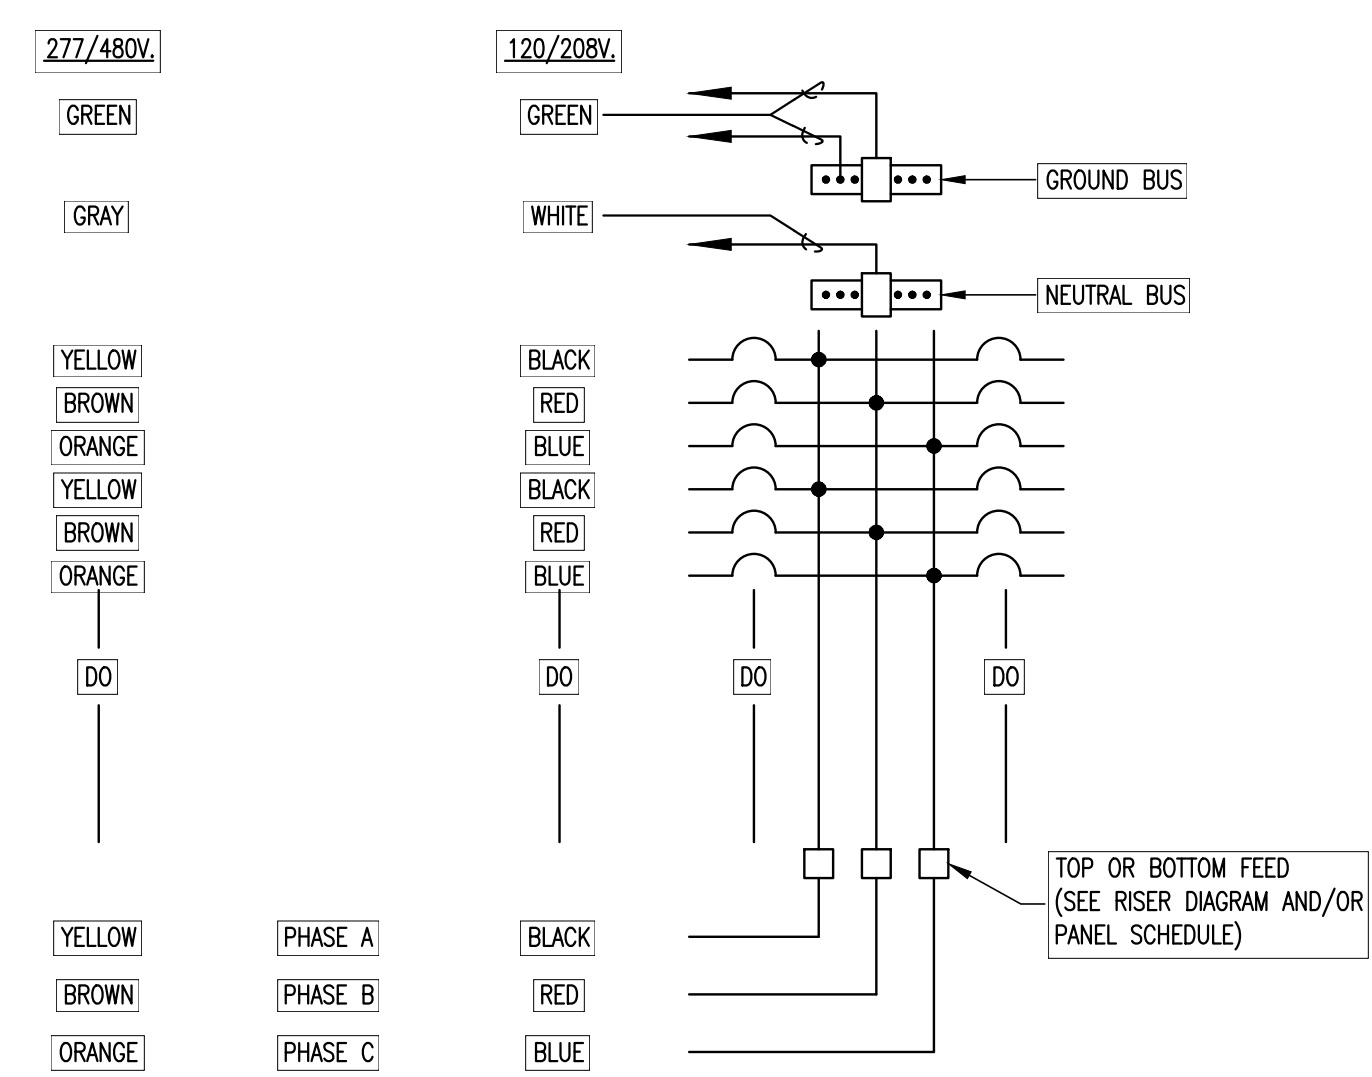 277/480V. 120/208V.
GREEN GREEN
GROUND BUS
GRAY WHITE
NEUTRAL BUS
YELLOW BLACK
BROWN RED
ORANGE BLUE
YELLOW BLACK
BROWN RED
ORANGE BLUE
DO DO DO DO
TOP OR BOTTOM FEED
(SEE RISER DIAGRAM AND/OR
PANEL SCHEDULE)
YELLOW PHASE A BLACK
BROWN PHASE B RED
ORANGE PHASE C BLUE